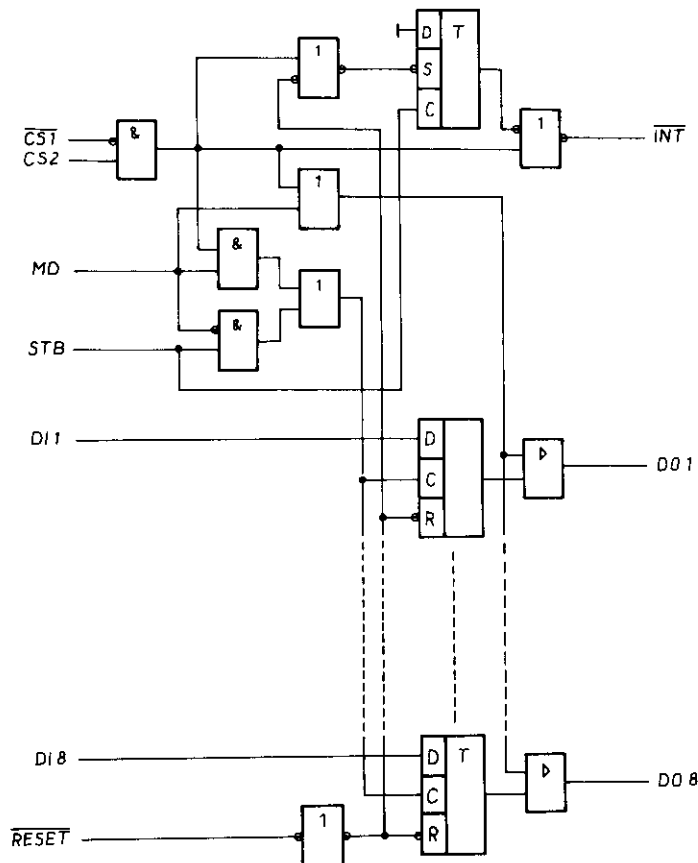 D T
1
S
C
CS1 & 1 INT
CS2
1
MD &
1
STB &
DI1 D
C D DO1
R
DI8 D T
C D DO8
RESET 1 R